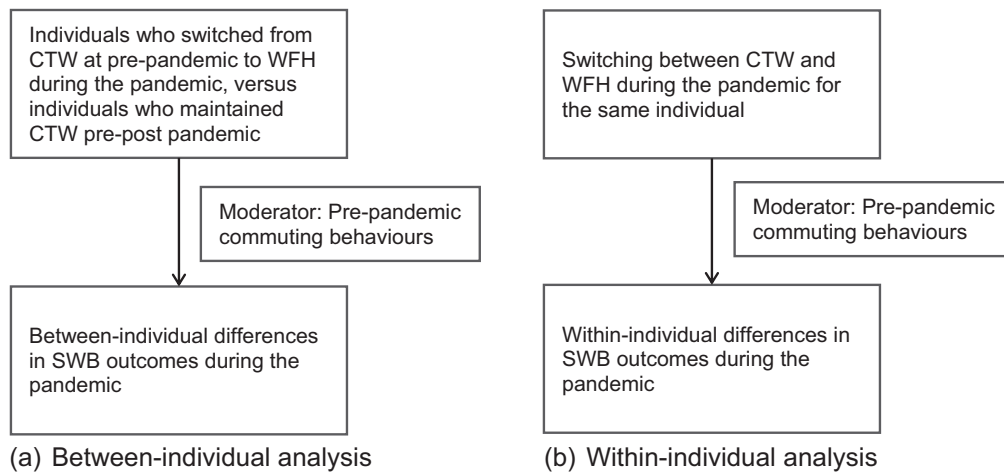 Individuals who switched from
CTW at pre-pandemic to WFH
during the pandemic, versus
individuals who maintained
CTW pre-post pandemic
Moderator: Pre-pandemic
commuting behaviours
Between-individual differences
in SWB outcomes during the
pandemic
(a) Between-individual analysis
Switching between CTW and
WFH during the pandemic for
the same individual
Moderator: Pre-pandemic
commuting behaviours
Within-individual differences in
SWB outcomes during the
pandemic
(b) Within-individual analysis